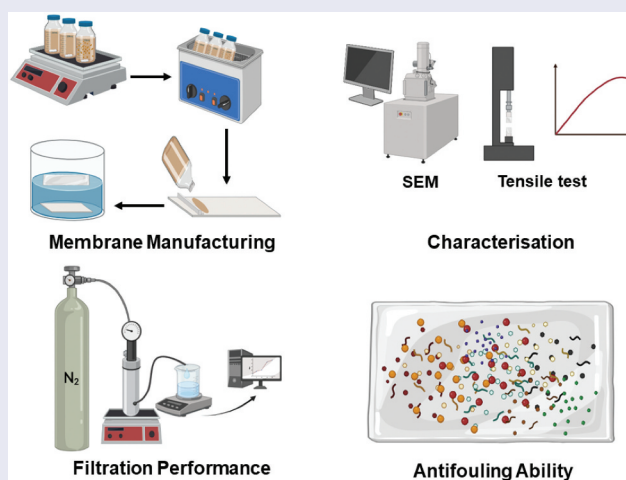 SEM
Tensile test
Membrane Manufacturing
Characterisation
N₂
Filtration Performance
Antifouling Ability